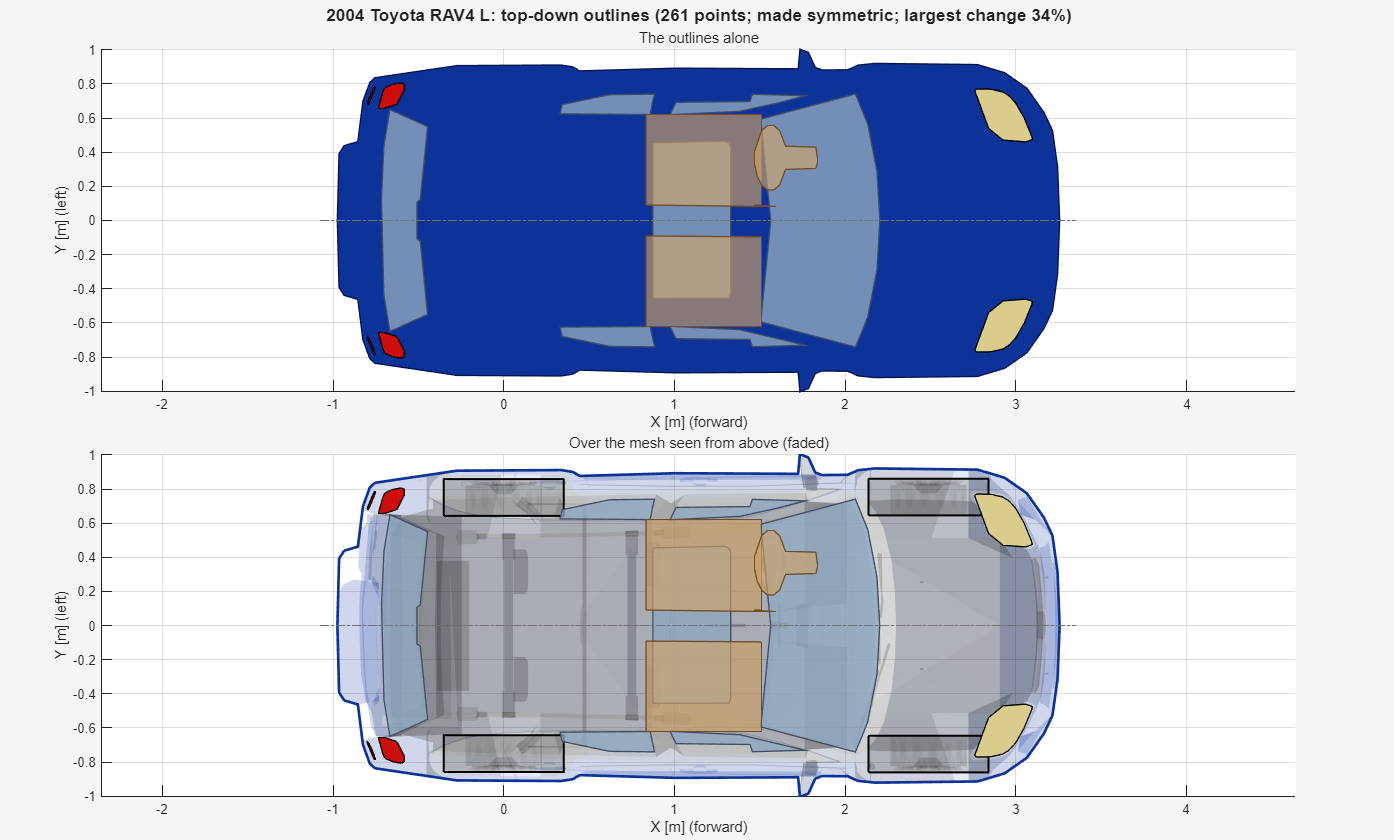 2004 Toyota RAV4 L: top-down outlines (261 points; made symmetric; largest change 34%)
The outlines alone
1
0.8
0.6
0.4
0.2
0
-0.2
-0.4
-0.6
-0.8
-1
Y [m] (left)
-2 -1 0 1 2 3 4
X [m] (forward)
Over the mesh seen from above (faded)
1
0.8
0.6
0.4
0.2
0
-0.2
-0.4
-0.6
-0.8
-1
Y [m] (left)
-2 -1 0 1 2 3 4
X [m] (forward)